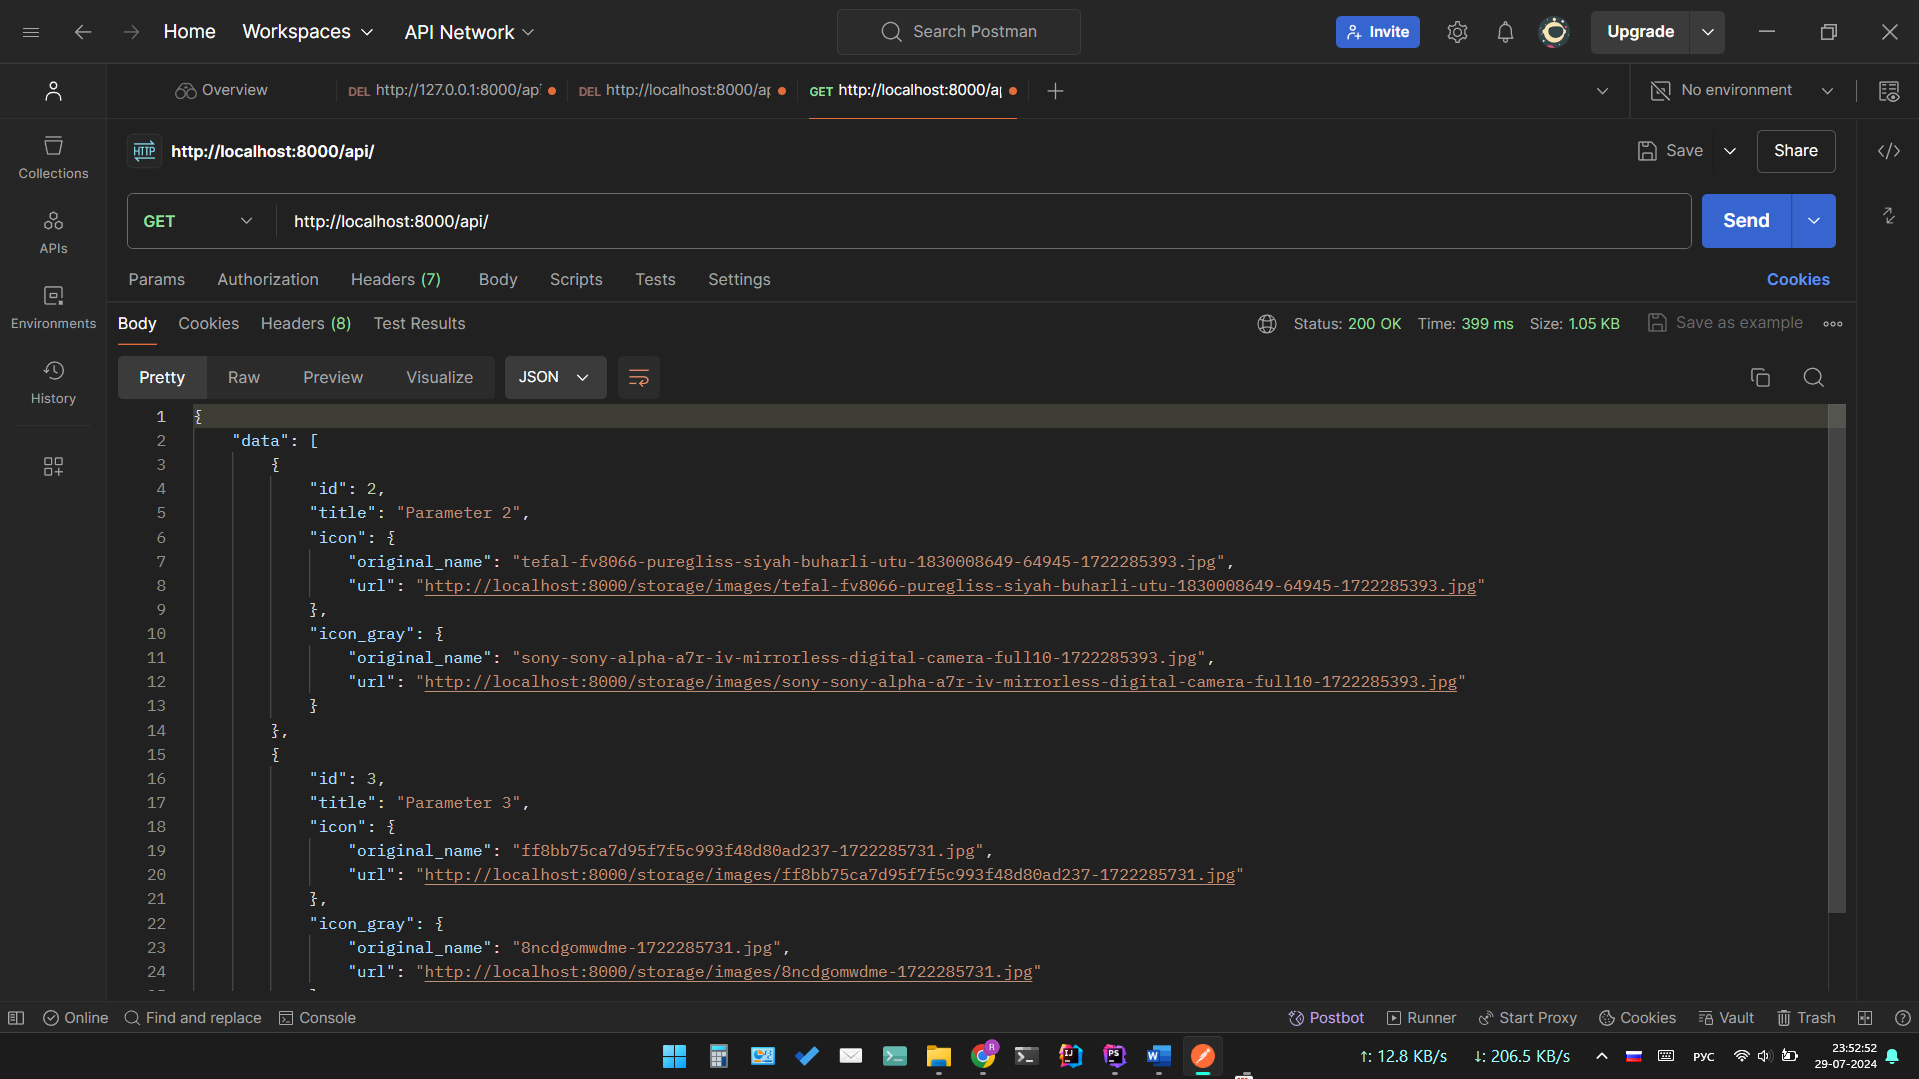 Home Workspaces API Network Search Postman Invite Upgrade
Overview DEL http://127.0.0.1:8000/api DEL http://localhost:8000/ap GET http://localhost:8000/a No environment
HTTP http://localhost:8000/api/ Save Share
GET http://localhost:8000/api/ Send
Params Authorization Headers (7) Body Scripts Tests Settings Cookies
Body Cookies Headers (8) Test Results Status: 200 OK Time: 399 ms Size: 1.05 KB Save as example
Pretty Raw Preview Visualize JSON
Collections
APIs
Environments
History
1 {
2 "data": [
3 {
4 "id": 2,
5 "title": "Parameter 2",
6 "icon": {
7 "original_name": "tefal-fv8066-puregliss-siyah-buharli-utu-1830008649-64945-1722285393.jpg",
8 "url": "http://localhost:8000/storage/images/tefal-fv8066-puregliss-siyah-buharli-utu-1830008649-64945-1722285393.jpg"
9 },
10 "icon_gray": {
11 "original_name": "sony-sony-alpha-a7r-iv-mirrorless-digital-camera-full10-1722285393.jpg",
12 "url": "http://localhost:8000/storage/images/sony-sony-alpha-a7r-iv-mirrorless-digital-camera-full10-1722285393.jpg"
13 }
14 },
15 {
16 "id": 3,
17 "title": "Parameter 3",
18 "icon": {
19 "original_name": "ff8bb75ca7d95f7f5c993f48d80ad237-1722285731.jpg",
20 "url": "http://localhost:8000/storage/images/ff8bb75ca7d95f7f5c993f48d80ad237-1722285731.jpg"
21 },
22 "icon_gray": {
23 "original_name": "8ncdgomwdme-1722285731.jpg",
24 "url": "http://localhost:8000/storage/images/8ncdgomwdme-1722285731.jpg"
Online Find and replace Console Postbot Runner Start Proxy Cookies Vault Trash
R IJ PS W ↑: 12.8 KB/s ↓: 206.5 KB/s РУС 23:52:52
29-07-2024